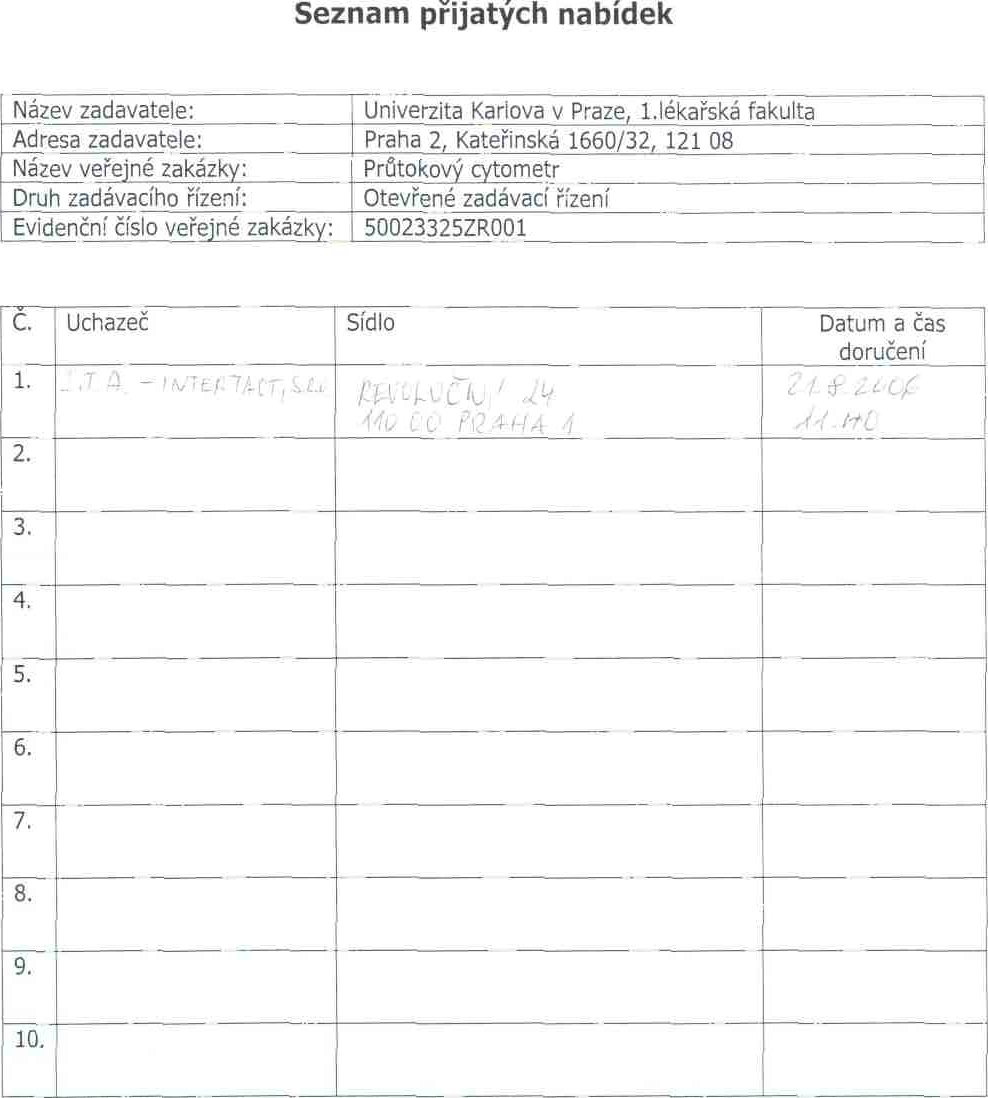 Seznam přijatých nabídek
Název zadavatele: Univerzita Karlova v Praze, 1.lékařská fakulta
Adresa zadavatele: Praha 2, Kateřinská 1660/32, 121 08
Název veřejné zakázky: Průtokový cytometr
Druh zadávacího řízení: Otevřené zadávací řízení
Evidenční číslo veřejné zakázky: 50023325ZR001
Č. Uchazeč Sídlo Datum a čas
doručení
1. - INTERTACT, s.r.o. REVOLUČNÍ 24 21.8.2006
110 00 PRAHA 1
2.
3.
4.
5.
6.
7.
8.
9.
10.